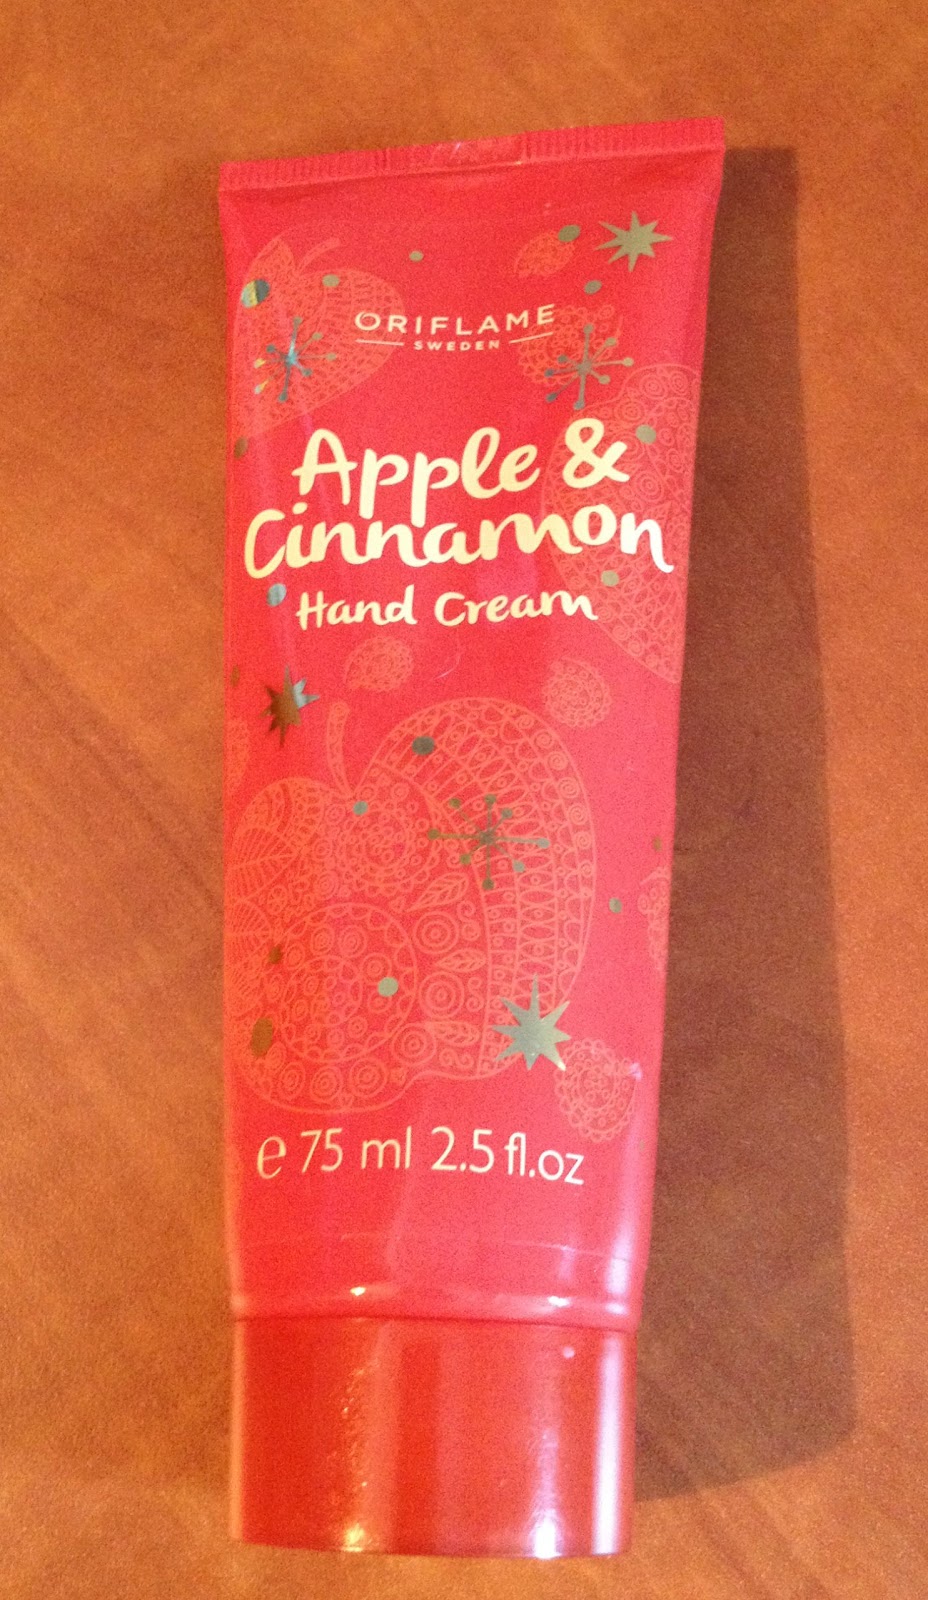 ORIFLAME
SWEDEN
Apple &
Cinnamon
Hand Cream
e 75 ml 2.5 fl.oz